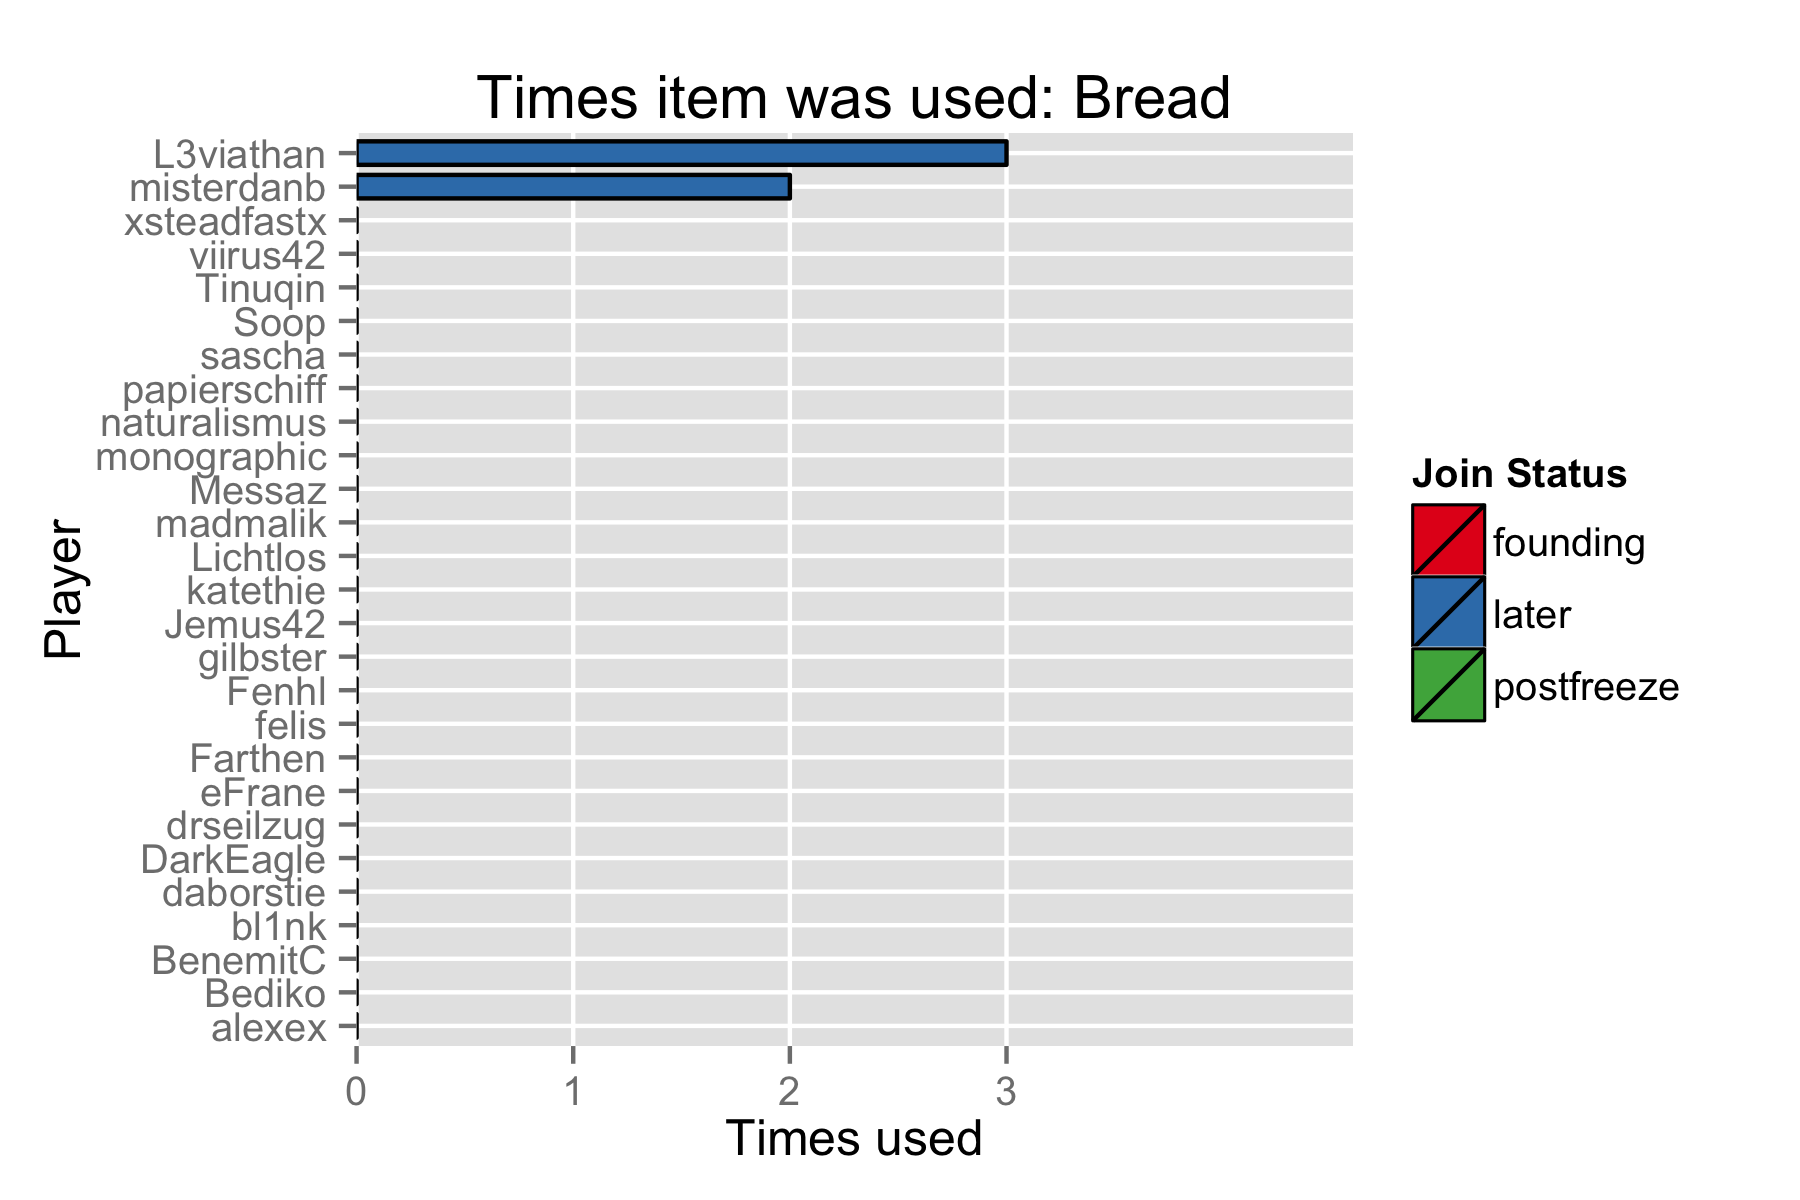 Times item was used: Bread
L3viathan
misterdanb
xsteadfastx
viirus42
Tinuqin
Soop
sascha
papierschiff
naturalismus
monographic
Messaz
madmalik
Lichtlos
katethie
Jemus42
gilbster
Fenhl
felis
Farthen
eFrane
drseilzug
DarkEagle
daborstie
bl1nk
BenemitC
Bediko
alexex
Player
0 1 2 3
Times used
Join Status
founding
later
postfreeze